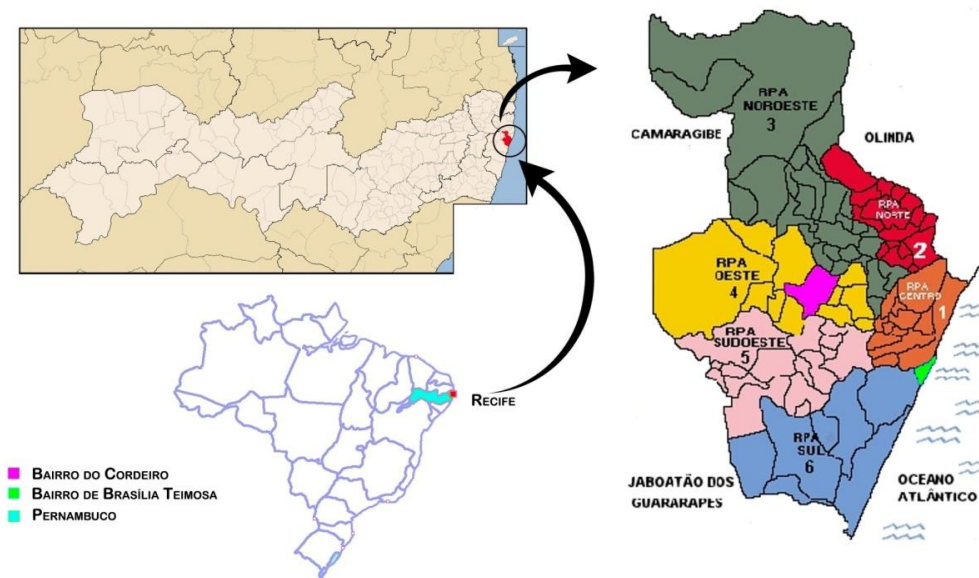 RPA
NOROESTE
3
CAMARAGIBE
OLINDA
RPA
NORTE
2
RPA
OESTE
4
RPA
CENTRO
1
RPA
SUDOESTE
5
RECIFE
RPA
SUL
6
BAIRRO DO CORDEIRO
BAIRRO DE BRASÍLIA TEIMOSA
PERNAMBUCO
JABOATÃO DOS
GUARARAPES
OCEANO
ATLÂNTICO